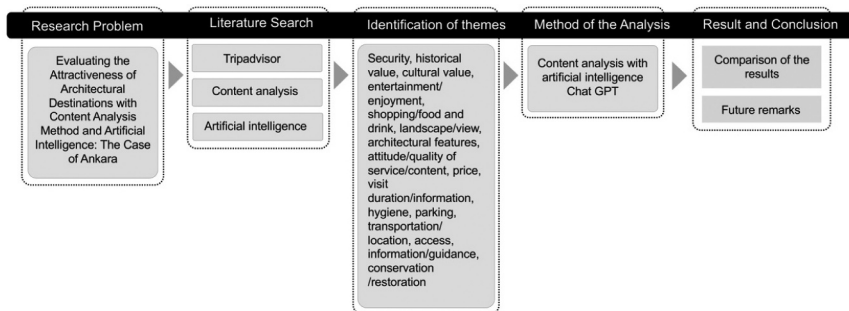 Research Problem
Evaluating the
Attractiveness of
Architectural
Destinations with
Content Analysis
Method and Artificial
Intelligence: The Case
of Ankara
Literature Search
Tripadvisor
Content analysis
Artificial intelligence
Identification of themes
Security, historical
value, cultural value,
entertainment/
enjoyment,
shopping/food and
drink, landscape/view,
architectural features,
attitude/quality of
service/content, price,
visit
duration/information,
hygiene, parking,
transportation/
location, access,
information/guidance,
conservation
/restoration
Method of the Analysis
Content analysis with
artificial intelligence
Chat GPT
Result and Conclusion
Comparison of the
results
Future remarks